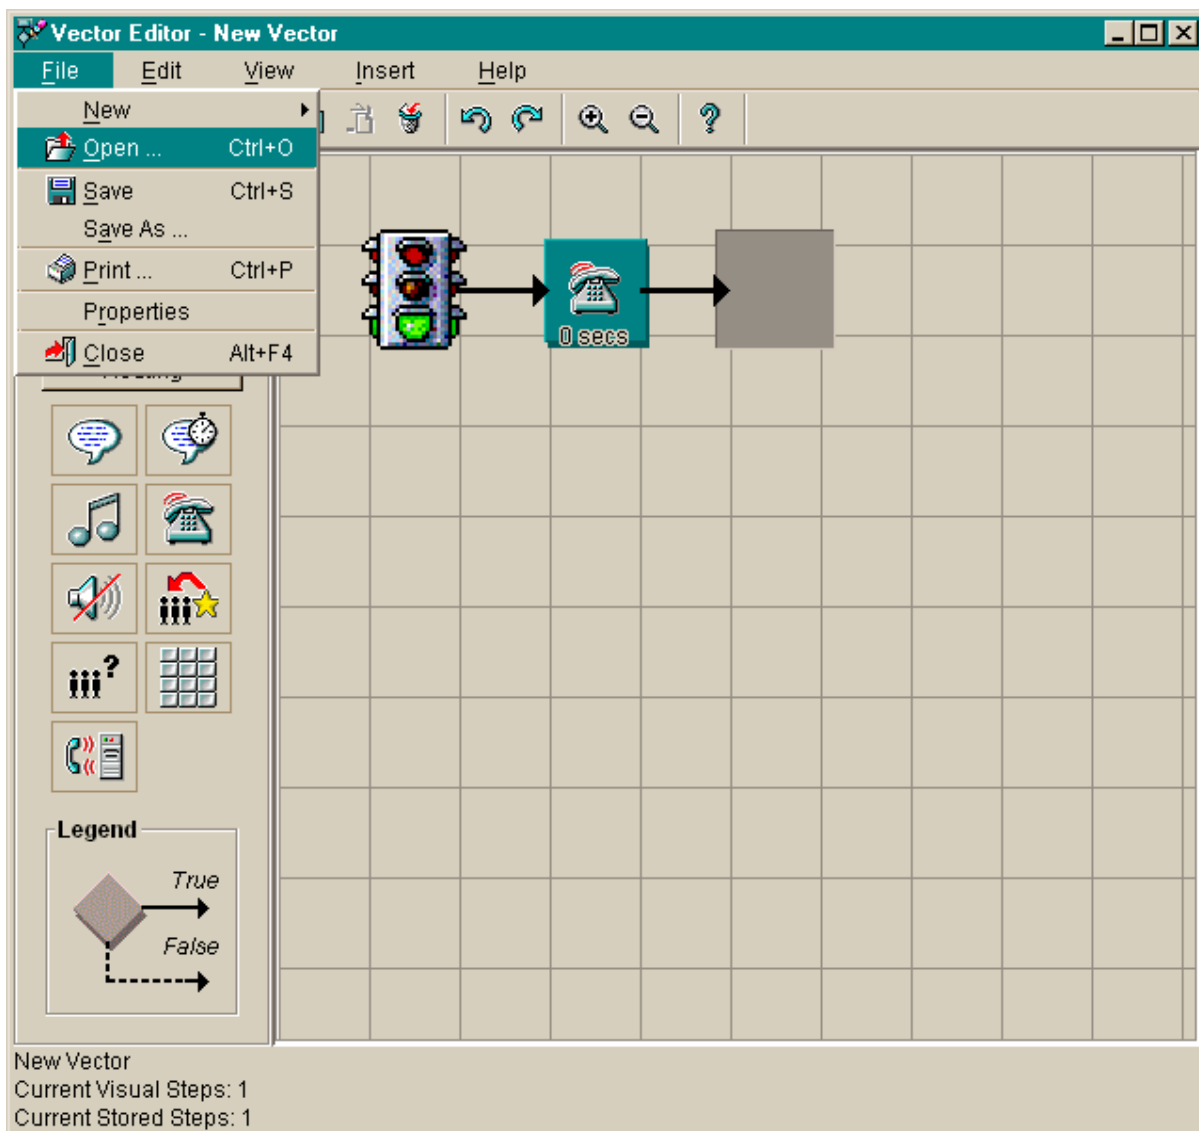 Vector Editor - New Vector
File Edit View Insert Help
New
Open ... Ctrl+O
Save Ctrl+S
Save As ...
Print ... Ctrl+P
Properties
Close Alt+F4
0 secs
?
Legend
True
False
New Vector
Current Visual Steps: 1
Current Stored Steps: 1